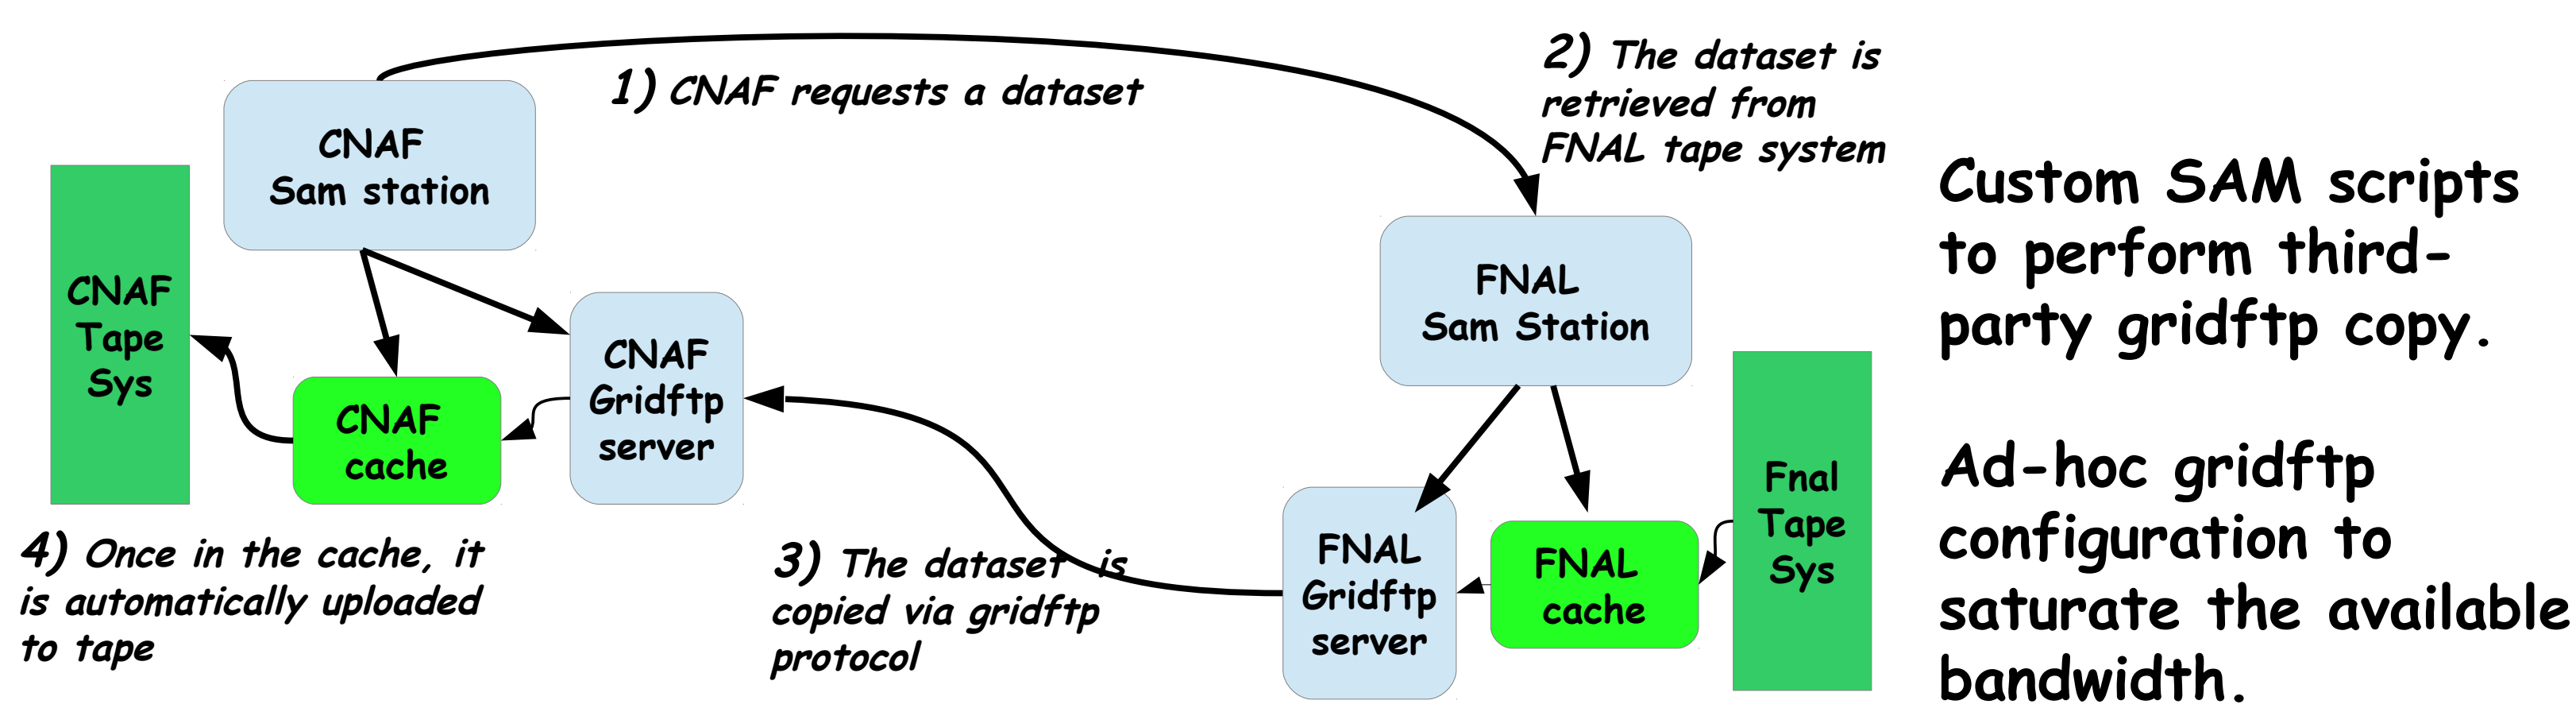 1) CNAF requests a dataset
2) The dataset is
retrieved from
FNAL tape system
CNAF
Sam station
CNAF
Tape
Sys
CNAF
cache
CNAF
Gridftp
server
FNAL
Sam Station
FNAL
Gridftp
server
FNAL
cache
Fnal
Tape
Sys
3) The dataset is
copied via gridftp
protocol
4) Once in the cache, it
is automatically uploaded
to tape
Custom SAM scripts
to perform third-
party gridftp copy.
Ad-hoc gridftp
configuration to
saturate the available
bandwidth.